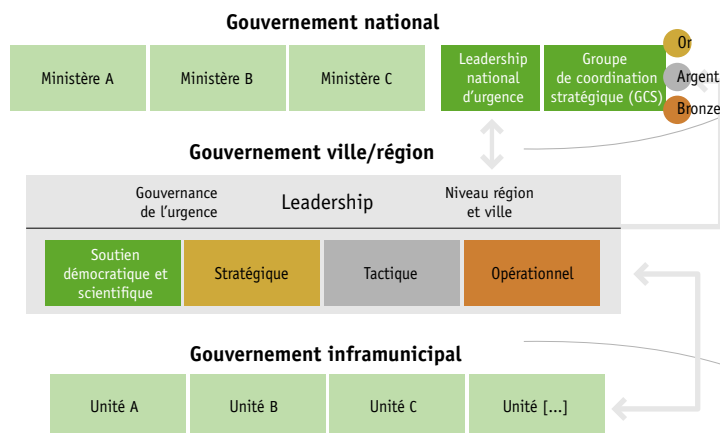 Gouvernement national
Ministère A
Ministère B
Ministère C
Leadership
national
d'urgence
Groupe
de coordination
stratégique (GCS)
Or
Argent
Bronze
Gouvernement ville/région
Gouvernance
de l'urgence
Leadership
Niveau région
et ville
Soutien
démocratique et
scientifique
Stratégique
Tactique
Opérationnel
Gouvernement inframunicipal
Unité A
Unité B
Unité C
Unité [...]